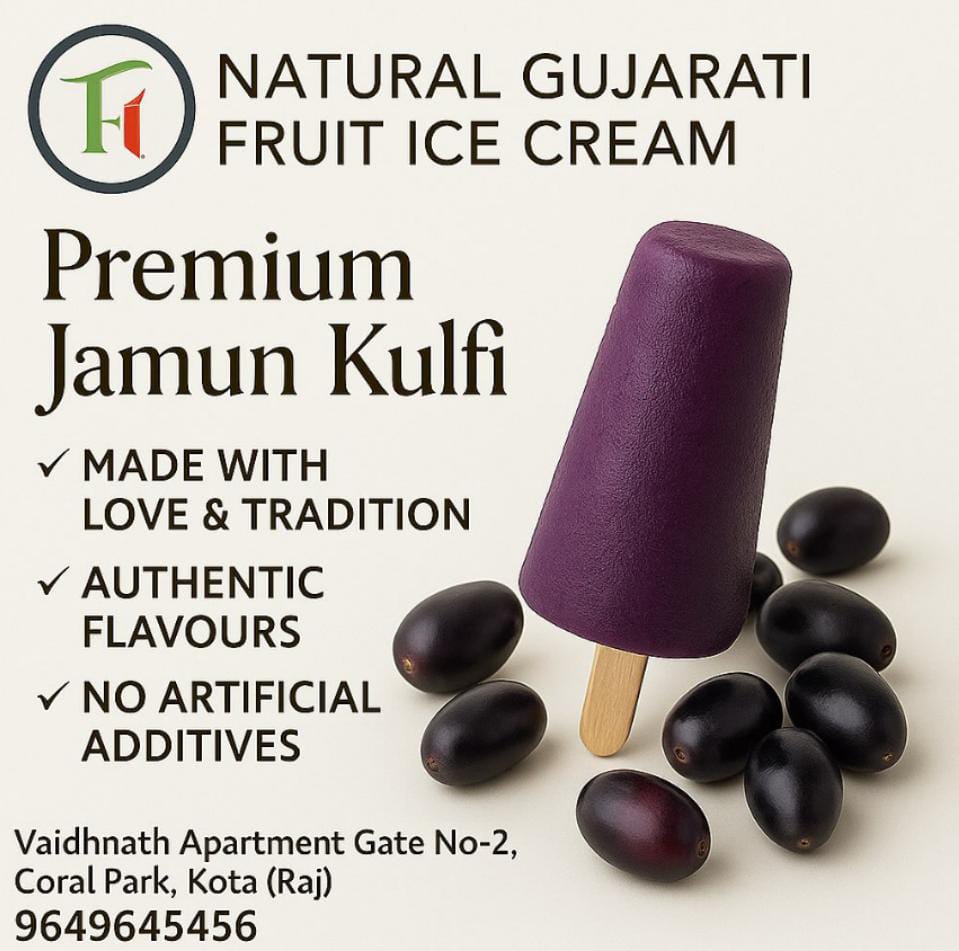 NATURAL GUJARATI
FRUIT ICE CREAM
Premium
Jamun Kulfi
✓ MADE WITH
LOVE & TRADITION
✓ AUTHENTIC
FLAVOURS
✓ NO ARTIFICIAL
ADDITIVES
Vaidhnath Apartment Gate No-2,
Coral Park, Kota (Raj)
9649645456